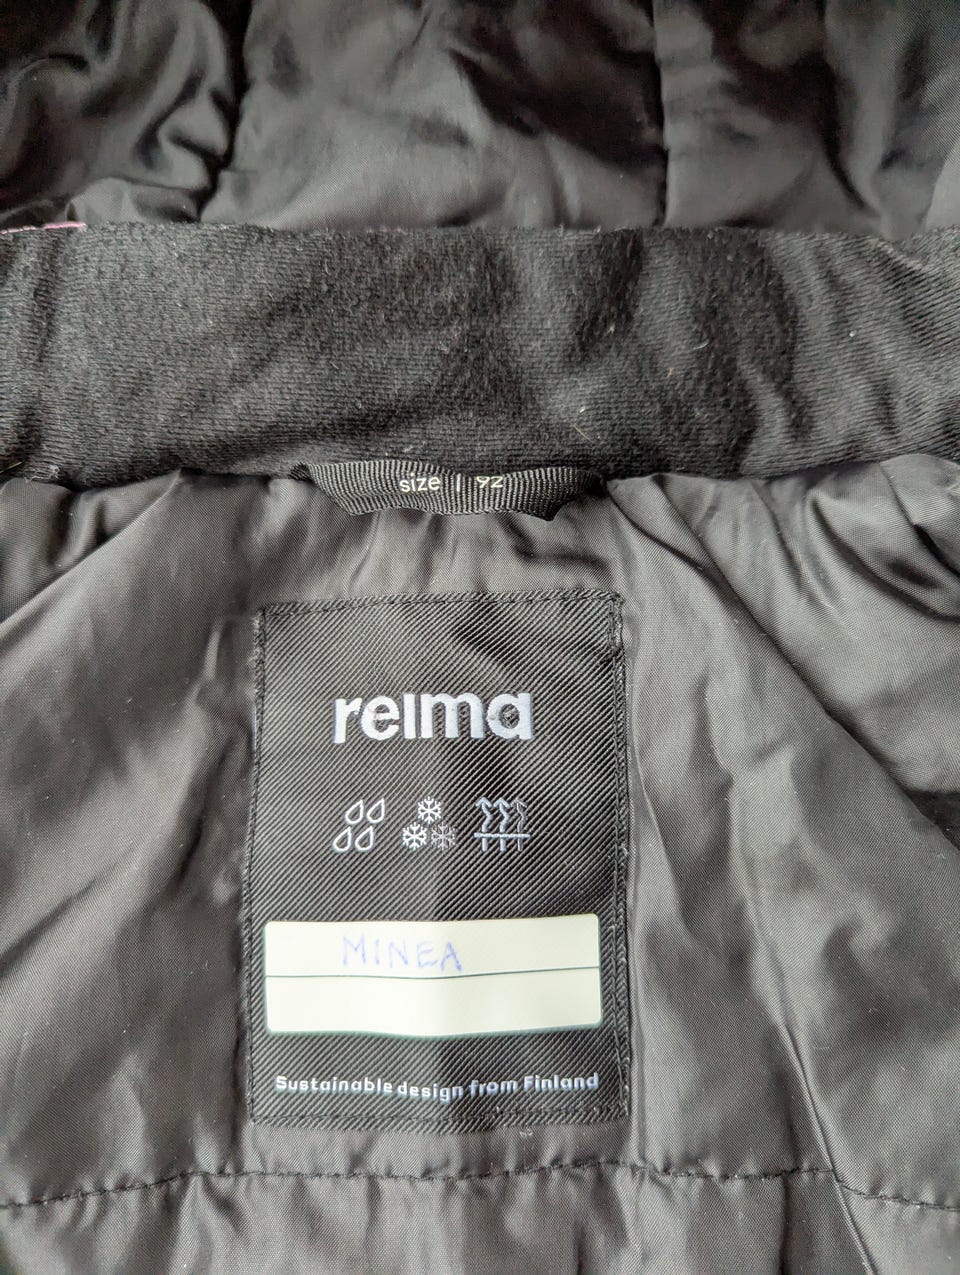 size | 92
reima
MINEA
Sustainable design from Finland